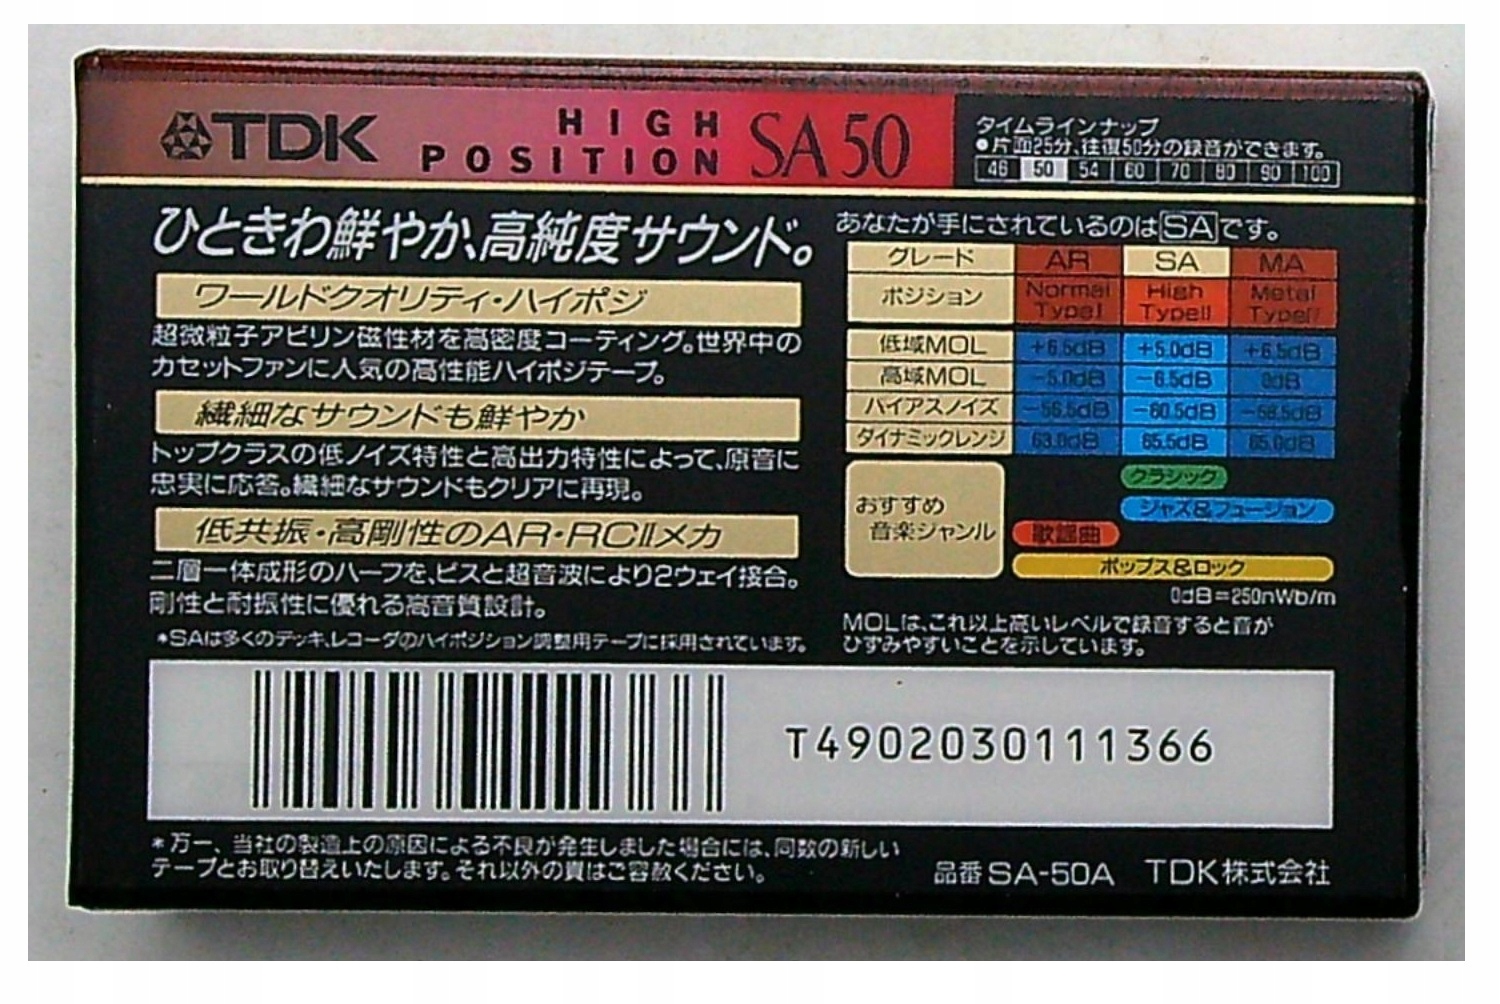 TDK HIGH POSITION SA50
タイムラインナップ
●片面25分、往復50分の録音ができます。
46 50 54 60 70 80 90 100
ひときわ鮮やか、高純度サウンド。
ワールドクオリティ・ハイポジ
超微粒子アビリン磁性材を高密度コーティング。世界中の
カセットファンに人気の高性能ハイポジテープ。
繊細なサウンドも鮮やか
トップクラスの低ノイズ特性と高出力特性によって、原音に
忠実に応答。繊細なサウンドもクリアに再現。
低共振・高剛性のAR・RCⅡメカ
二層一体成形のハーフを、ビスと超音波により2ウェイ接合。
剛性と耐振性に優れる高音質設計。
*SAは多くのデッキ、レコーダのハイポジション調整用テープに採用されています。
あなたが手にされているのはSAです。
グレード AR SA MA
ポジション Normal TypeⅠ High TypeⅡ Metal TypeⅣ
低域MOL +6.5dB +5.0dB +6.5dB
高域MOL -5.0dB -6.5dB 0dB
バイアスノイズ -56.5dB -60.5dB -58.5dB
ダイナミックレンジ 63.0dB 65.5dB 65.0dB
おすすめ
音楽ジャンル
クラシック
ジャズ&フュージョン
歌謡曲
ポップス&ロック
0dB=250nWb/m
MOLは、これ以上高いレベルで録音すると音が
ひずみやすいことを示しています。
T4902030111366
*万一、当社の製造上の原因による不良が発生しました場合には、同数の新しい
テープとお取り替えいたします。それ以外の責はご容赦ください。
品番 SA-50A TDK株式会社